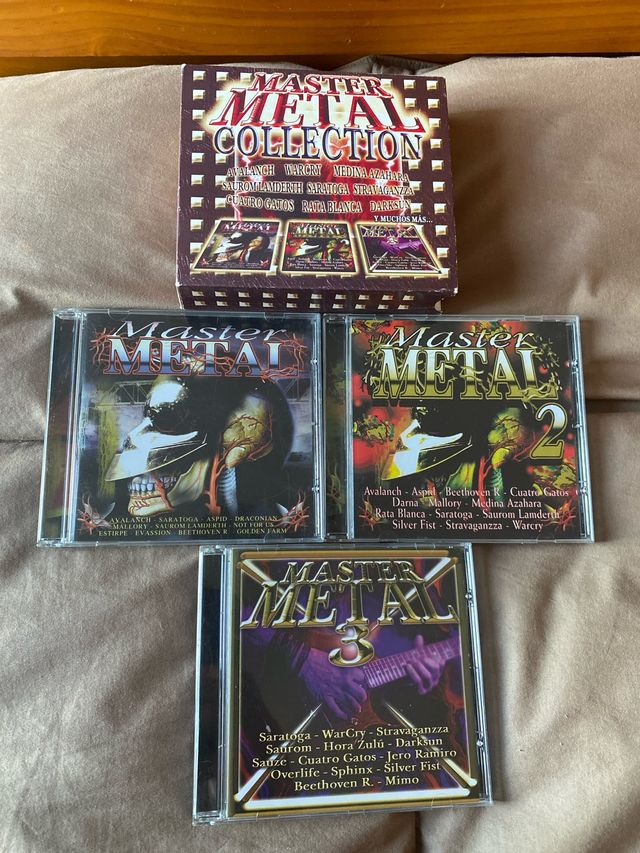 MASTER
METAL
COLLECTION
AVALANCH WARCRY MEDINA AZAHARA
SAUROM LAMDERTH SARATOGA STRAVAGANZZA
CUATRO GATOS RATA BLANCA DARKSUN
Y MUCHOS MÁS...
Master
METAL
AVALANCH - SARATOGA - ASPID - DRACONIAN
MALLORY - SAUROM LAMDERTH - NOT FOR US
ESTIRPE - EVASSION - BEETHOVEN R - GOLDEN FARM
Master
METAL
2
Avalanch - Aspid - Beethoven R - Cuatro Gatos
Darna - Mallory - Medina Azahara
Rata Blanca - Saratoga - Saurom Lamderth
Silver Fist - Stravaganzza - Warcry
MASTER
METAL
3
Saratoga - WarCry - Stravaganzza
Saurom - Hora Zulú - Darksun
Sauze - Cuatro Gatos - Jero Ramiro
Overlife - Sphinx - Silver Fist
Beethoven R. - Mimo